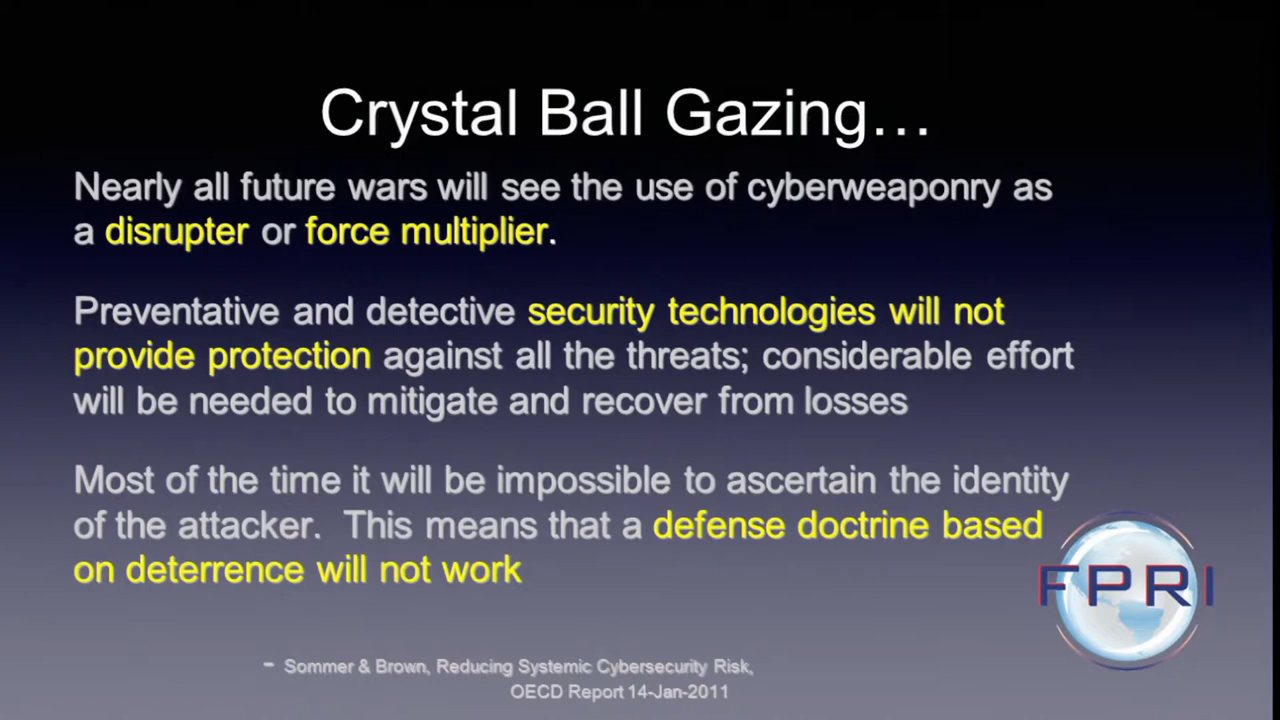 Crystal Ball Gazing…
Nearly all future wars will see the use of cyberweaponry as
a disrupter or force multiplier.
Preventative and detective security technologies will not
provide protection against all the threats; considerable effort
will be needed to mitigate and recover from losses
Most of the time it will be impossible to ascertain the identity
of the attacker.  This means that a defense doctrine based
on deterrence will not work
FPRI
- Sommer & Brown, Reducing Systemic Cybersecurity Risk,
OECD Report 14-Jan-2011